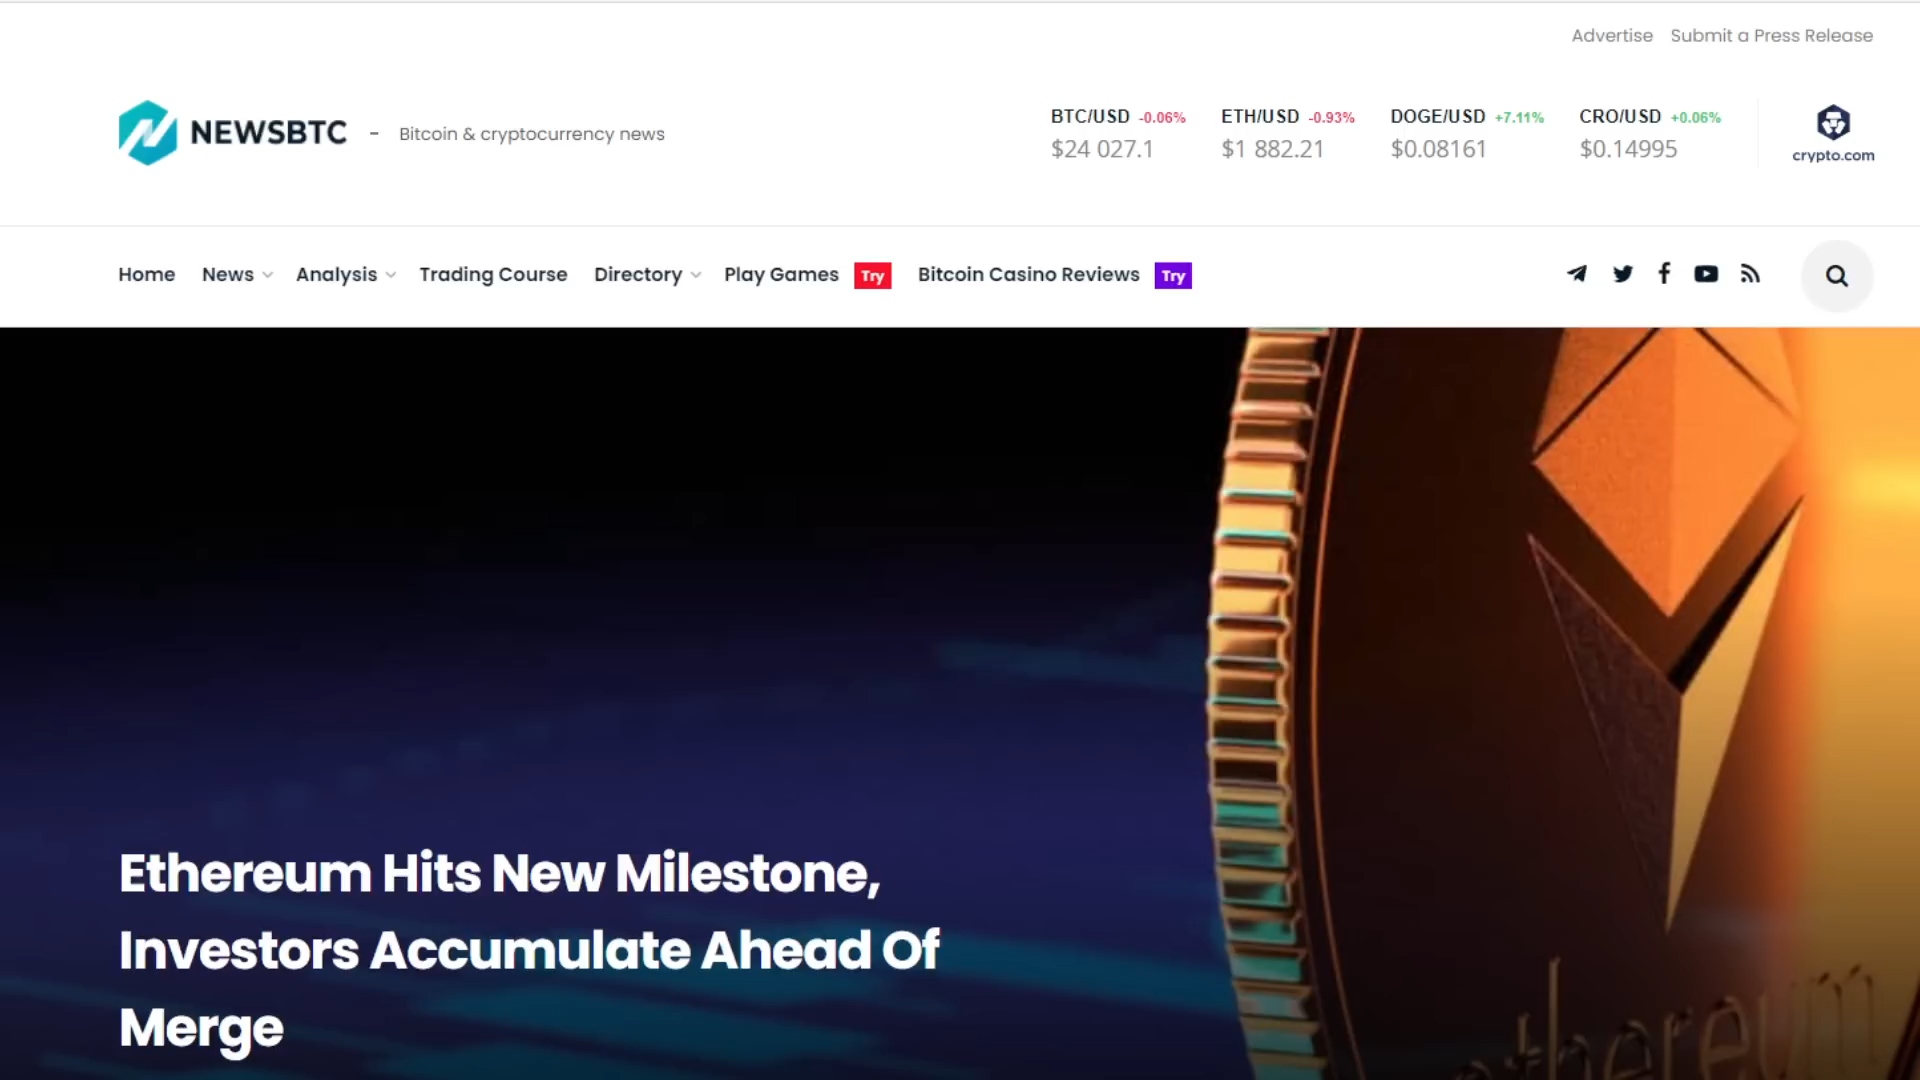 Advertise Submit a Press Release
NEWSBTC - Bitcoin & cryptocurrency news
BTC/USD -0.06% ETH/USD -0.93% DOGE/USD +7.11% CRO/USD +0.06%
$24 027.1 $1 882.21 $0.08161 $0.14995
crypto.com
Home News Analysis Trading Course Directory Play Games Try Bitcoin Casino Reviews Try
Ethereum Hits New Milestone,
Investors Accumulate Ahead Of
Merge
ethereum